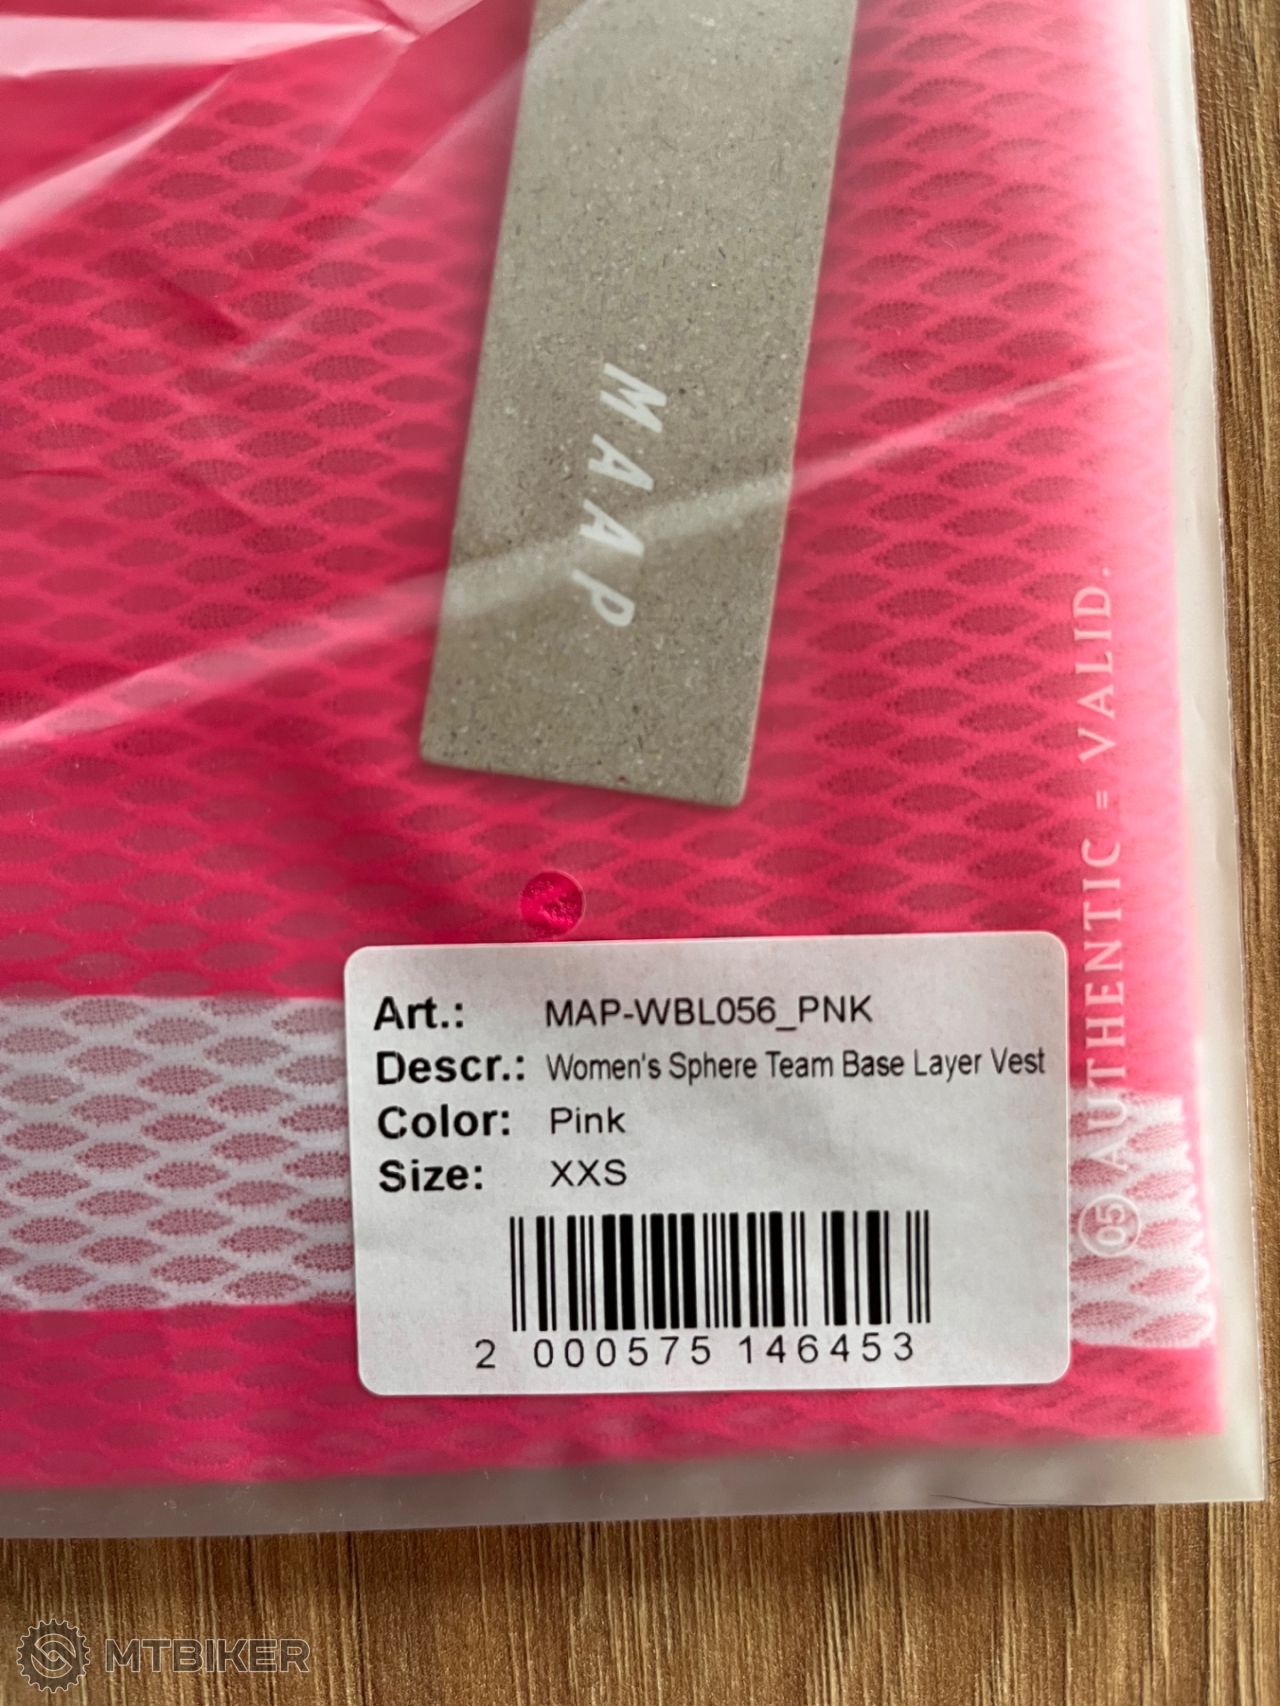 MAAP
05 AUTHENTIC = VALID.
Art.: MAP-WBL056_PNK
Descr.: Women's Sphere Team Base Layer Vest
Color: Pink
Size: XXS
2 000575 146453
MTBIKER